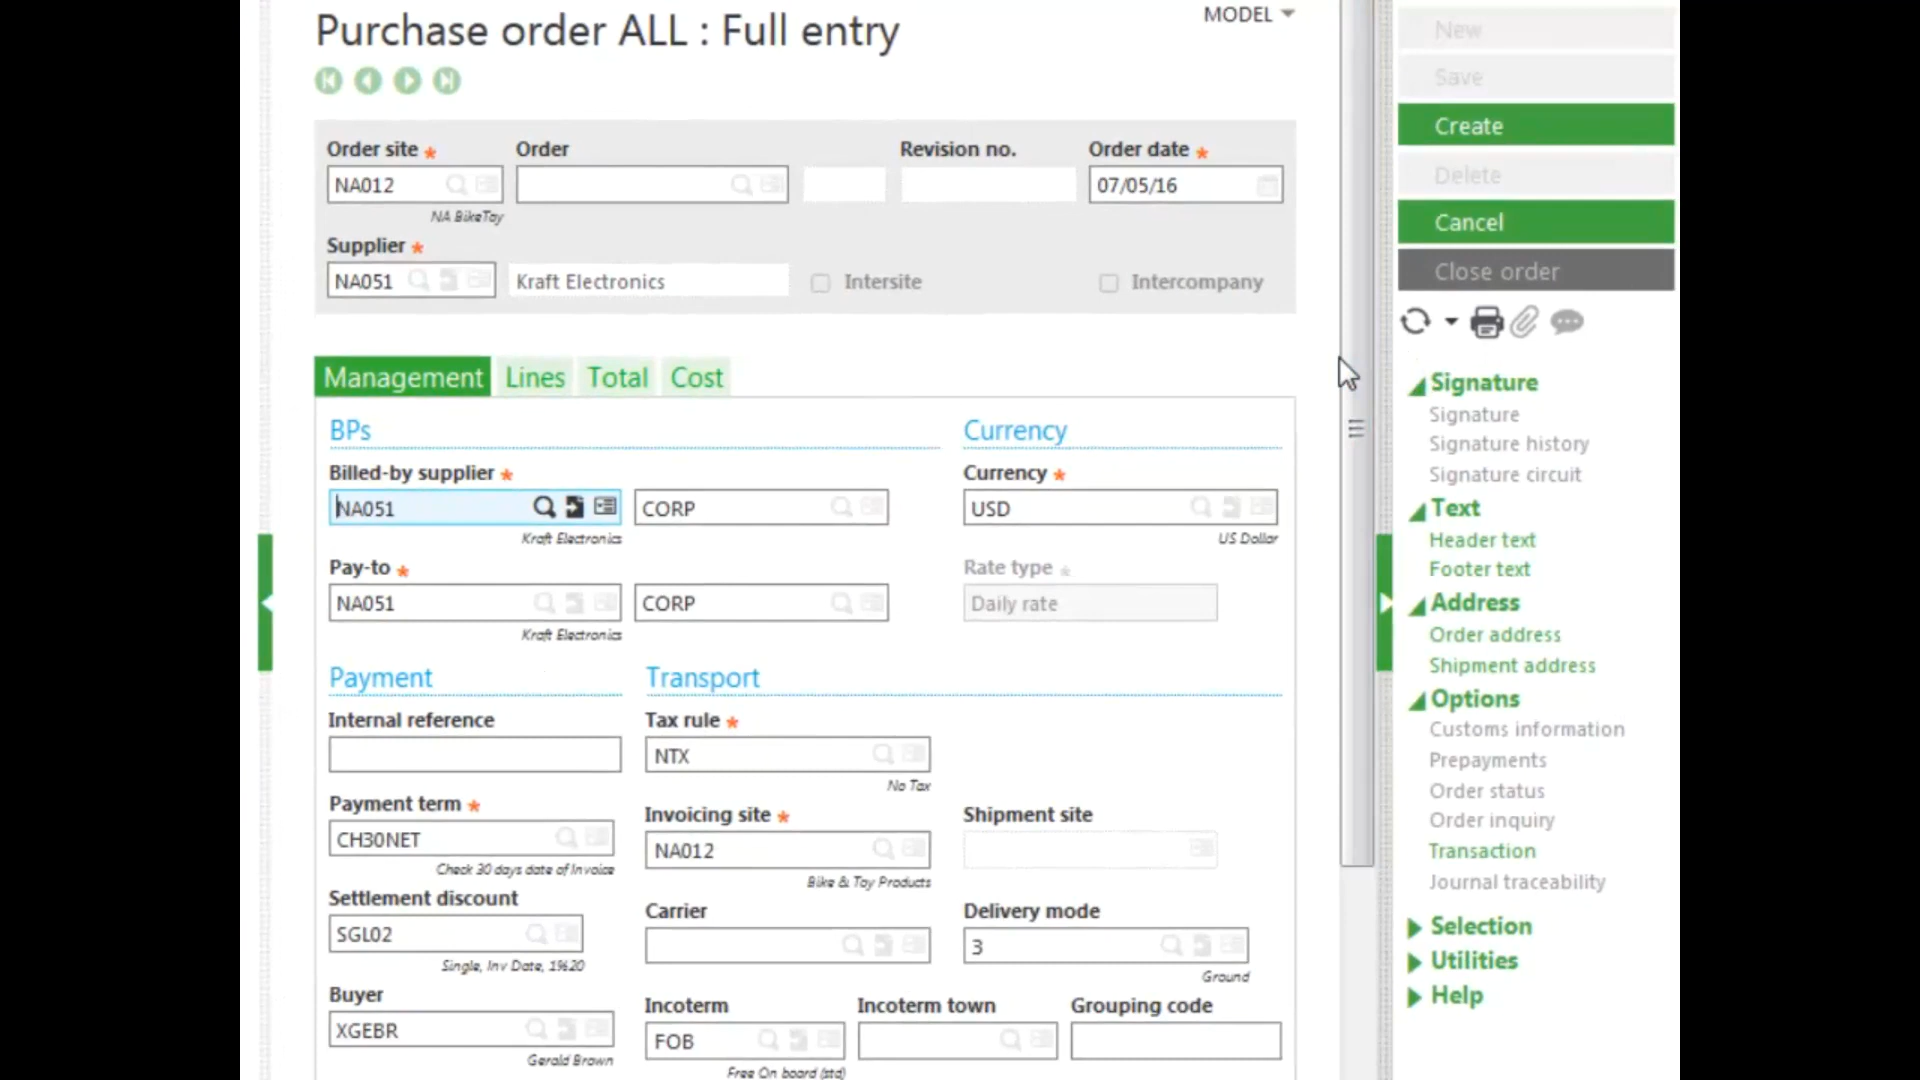 Purchase order ALL : Full entry
MODEL
Order site *
Order
Revision no.
Order date *
NA012
07/05/16
NA BikeToy
Supplier *
NA051
Kraft Electronics
Intersite
Intercompany
Management
Lines
Total
Cost
BPs
Currency
Billed-by supplier *
Currency *
NA051
CORP
USD
Kraft Electronics
US Dollar
Pay-to *
Rate type *
NA051
CORP
Daily rate
Kraft Electronics
Payment
Transport
Internal reference
Tax rule *
NTX
No Tax
Payment term *
Invoicing site *
Shipment site
CH30NET
NA012
Check 30 days date of Invoice
Bike & Toy Products
Settlement discount
Carrier
Delivery mode
SGL02
3
Single, Inv Date, 1%20
Ground
Buyer
Incoterm
Incoterm town
Grouping code
XGEBR
FOB
Gerald Brown
Free On board (std)
New
Save
Create
Delete
Cancel
Close order
Signature
Signature
Signature history
Signature circuit
Text
Header text
Footer text
Address
Order address
Shipment address
Options
Customs information
Prepayments
Order status
Order inquiry
Transaction
Journal traceability
Selection
Utilities
Help